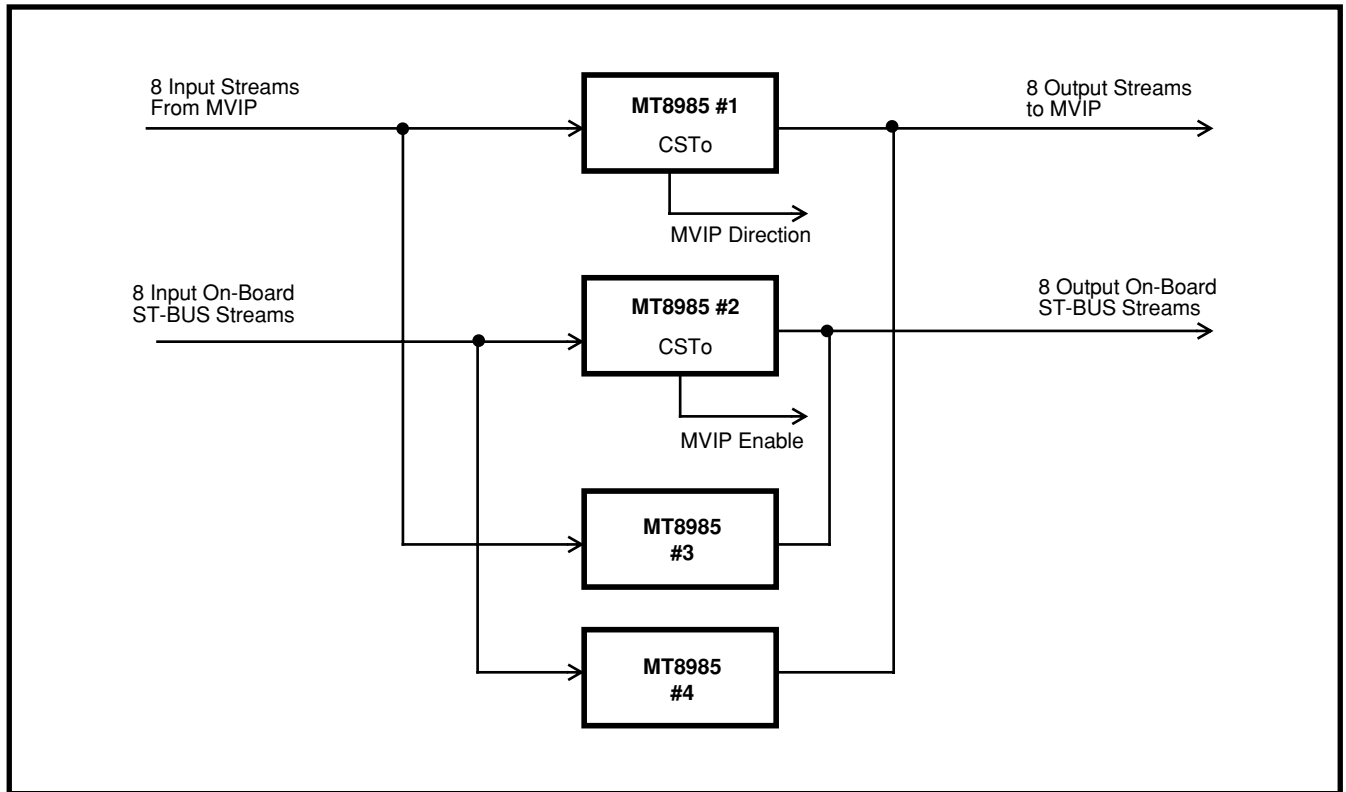 8 Input Streams
From MVIP
MT8985 #1
CSTo
8 Output Streams
to MVIP
MVIP Direction
8 Input On-Board
ST-BUS Streams
MT8985 #2
CSTo
8 Output On-Board
ST-BUS Streams
MVIP Enable
MT8985
#3
MT8985
#4